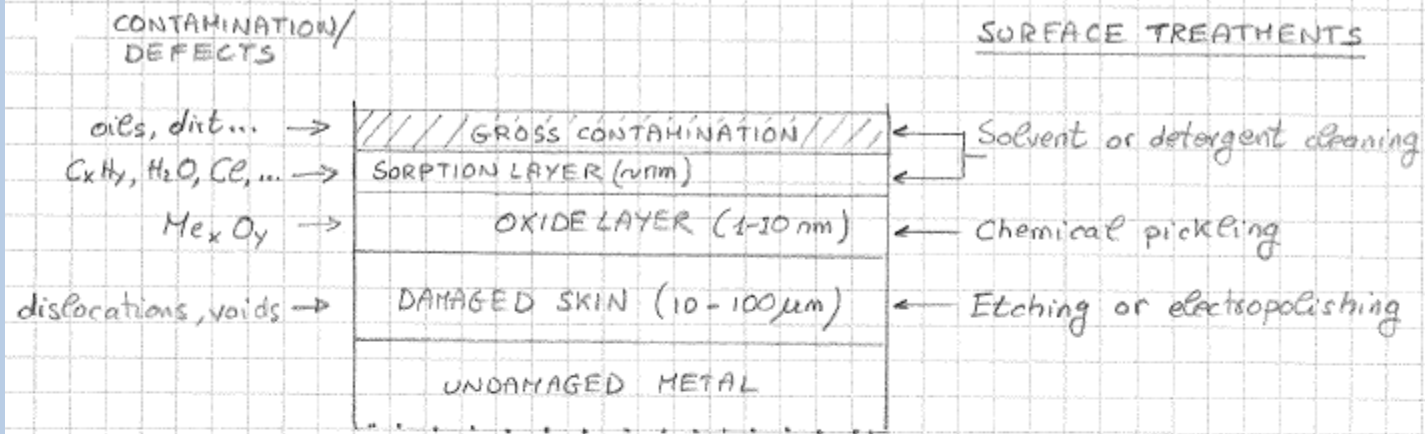 CONTAMINATION/
DEFECTS
SURFACE TREATMENTS
oils, dirt... →
GROSS CONTAMINATION
Solvent or detergent cleaning
CxHy, H2O, Cl, ... →
SORPTION LAYER (~nm)
MexOy →
OXIDE LAYER (1-10 nm)
← Chemical pickling
dislocations, voids →
DAMAGED SKIN (10-100 μm)
← Etching or electropolishing
UNDAMAGED METAL